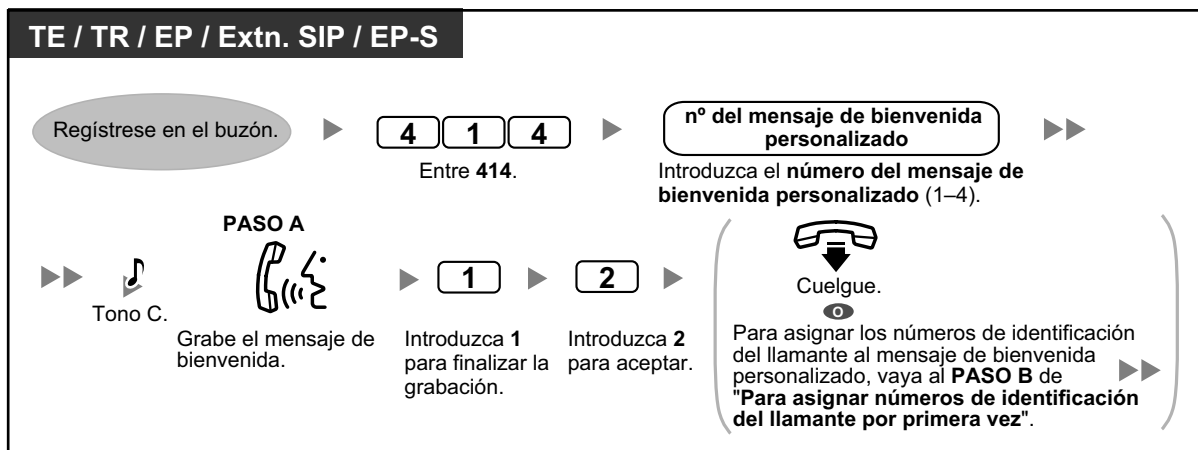 TE / TR / EP / Extn. SIP / EP-S
Regístrese en el buzón.
4 1 4
Entre 414.
nº del mensaje de bienvenida
personalizado
Introduzca el número del mensaje de
bienvenida personalizado (1–4).
Tono C.
PASO A
Grabe el mensaje de
bienvenida.
1
Introduzca 1
para finalizar la
grabación.
2
Introduzca 2
para aceptar.
Cuelgue.
O
Para asignar los números de identificación
del llamante al mensaje de bienvenida
personalizado, vaya al PASO B de
"Para asignar números de identificación
del llamante por primera vez".